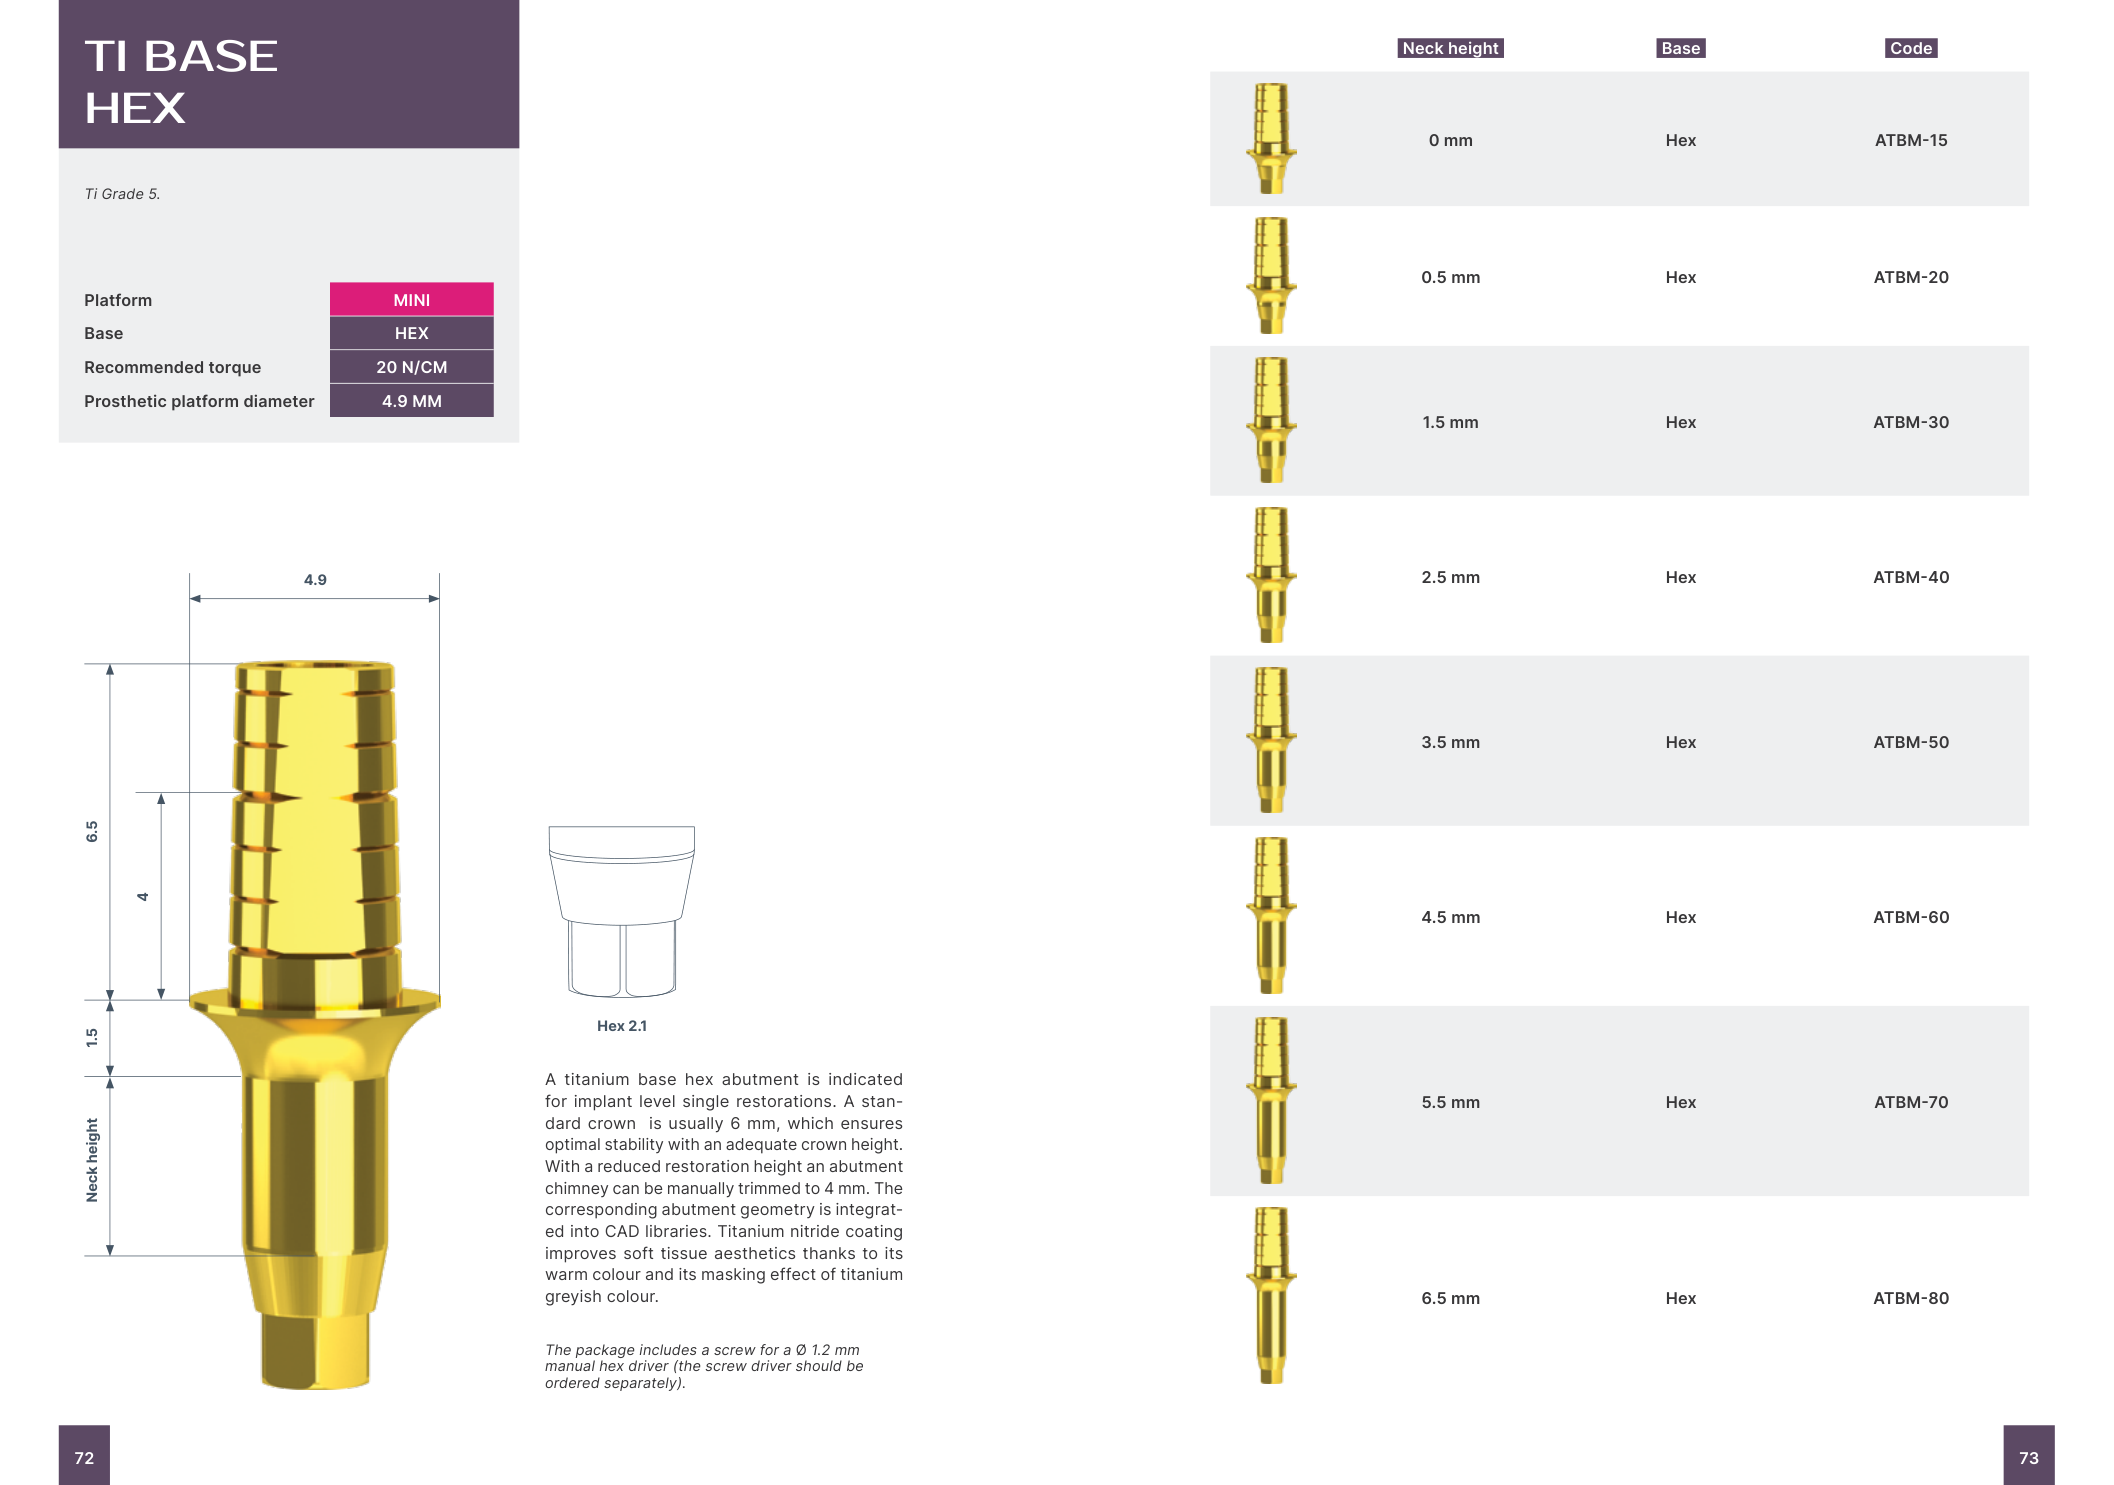 TI BASE
HEX
Ti Grade 5.
Platform MINI
Base HEX
Recommended torque 20 N/CM
Prosthetic platform diameter 4.9 MM
4.9
6.5
4
1.5
Neck height
Hex 2.1
A titanium base hex abutment is indicated
for implant level single restorations. A stan-
dard crown is usually 6 mm, which ensures
optimal stability with an adequate crown height.
With a reduced restoration height an abutment
chimney can be manually trimmed to 4 mm. The
corresponding abutment geometry is integrat-
ed into CAD libraries. Titanium nitride coating
improves soft tissue aesthetics thanks to its
warm colour and its masking effect of titanium
greyish colour.
The package includes a screw for a Ø 1.2 mm
manual hex driver (the screw driver should be
ordered separately).
72
Neck height Base Code
0 mm Hex ATBM-15
0.5 mm Hex ATBM-20
1.5 mm Hex ATBM-30
2.5 mm Hex ATBM-40
3.5 mm Hex ATBM-50
4.5 mm Hex ATBM-60
5.5 mm Hex ATBM-70
6.5 mm Hex ATBM-80
73